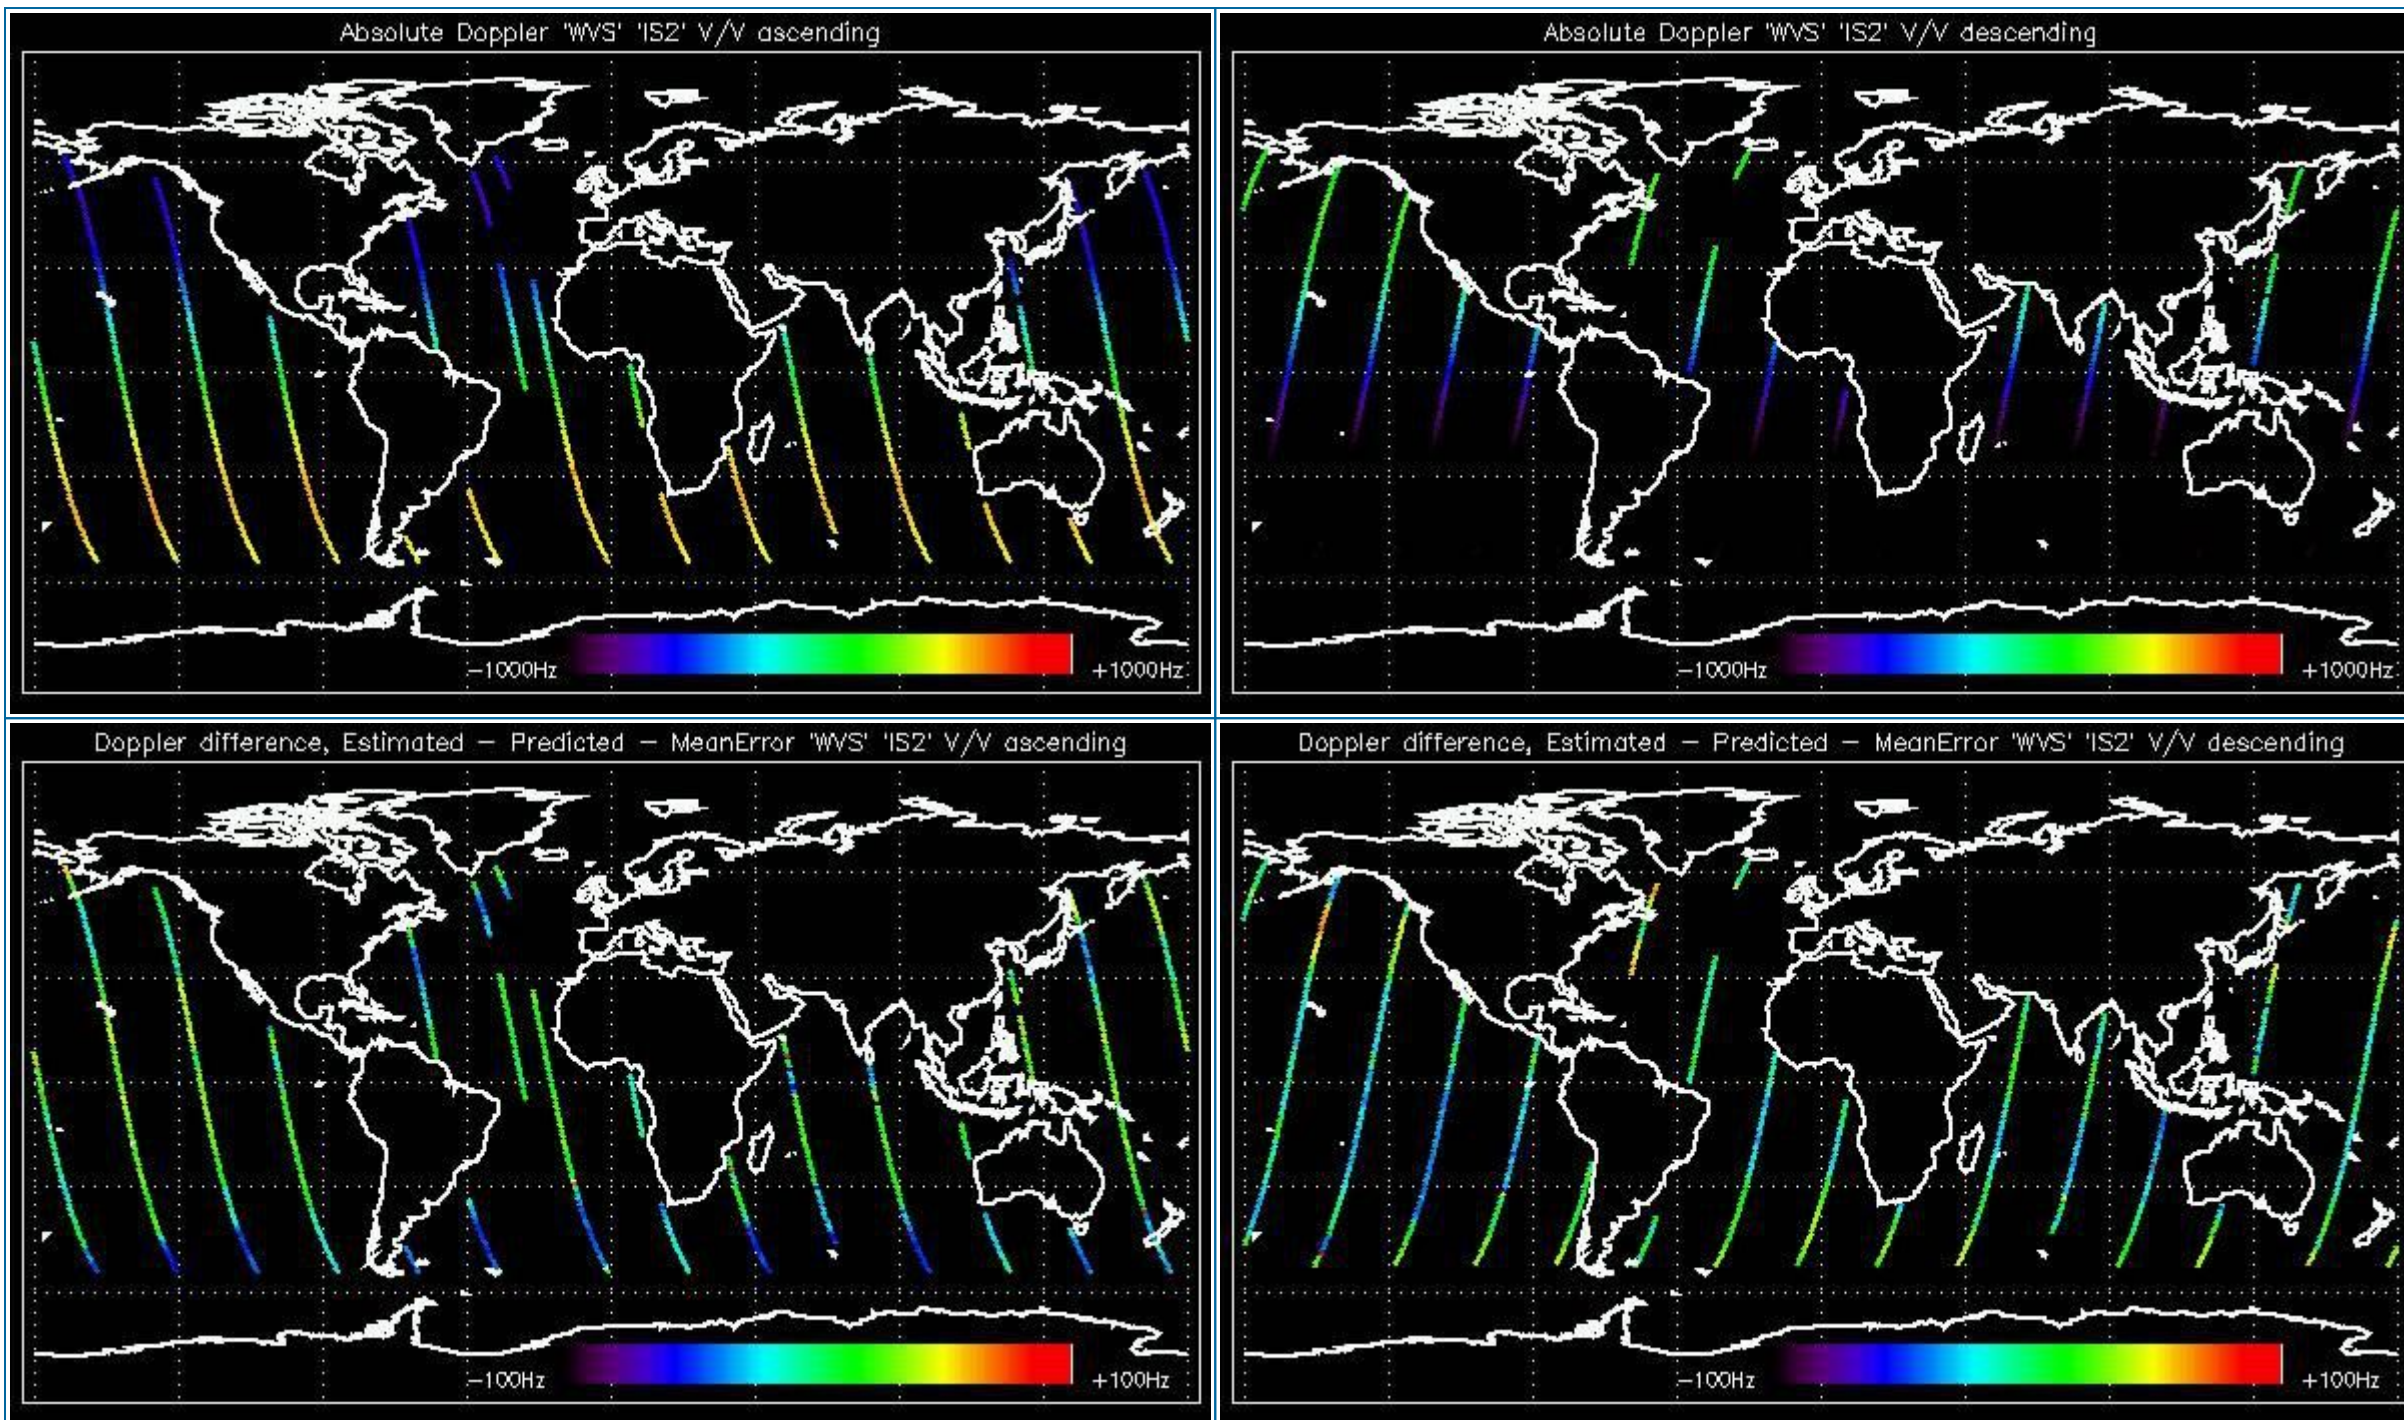 Absolute Doppler 'WVS' 'IS2' V/V ascending
-1000Hz
+1000Hz
Absolute Doppler 'WVS' 'IS2' V/V descending
-1000Hz
+1000Hz
Doppler difference, Estimated - Predicted - MeanError 'WVS' 'IS2' V/V ascending
-100Hz
+100Hz
Doppler difference, Estimated - Predicted - MeanError 'WVS' 'IS2' V/V descending
-100Hz
+100Hz